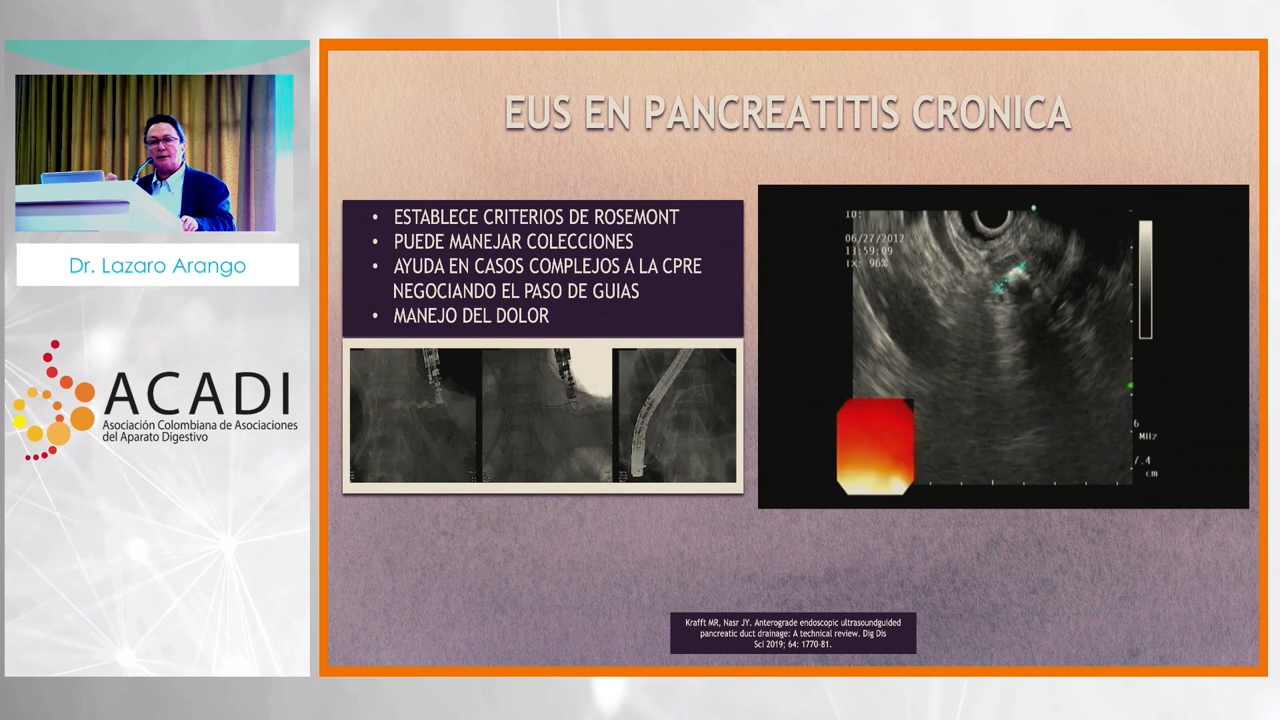 Dr. Lazaro Arango
ACADI
Asociación Colombiana de Asociaciones
del Aparato Digestivo
EUS EN PANCREATITIS CRONICA
• ESTABLECE CRITERIOS DE ROSEMONT
• PUEDE MANEJAR COLECCIONES
• AYUDA EN CASOS COMPLEJOS A LA CPRE
NEGOCIANDO EL PASO DE GUIAS
• MANEJO DEL DOLOR
ID:
06/27/2012
13:59:09
TX: 96%
6
MHz
/.4
cm
Krafft MR, Nasr JY. Anterograde endoscopic ultrasoundguided
pancreatic duct drainage: A technical review. Dig Dis
Sci 2019; 64: 1770-81.